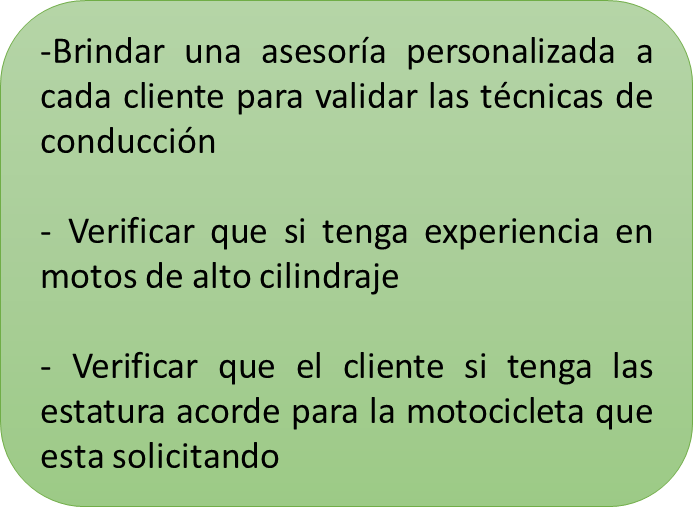 -Brindar una asesoría personalizada a
cada cliente para validar las técnicas de
conducción
- Verificar que si tenga experiencia en
motos de alto cilindraje
- Verificar que el cliente si tenga las
estatura acorde para la motocicleta que
esta solicitando